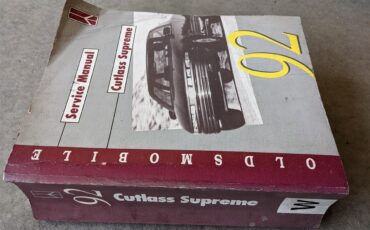 Service Manual
Cutlass Supreme
92
OLDSMOBILE
92 Cutlass Supreme
W